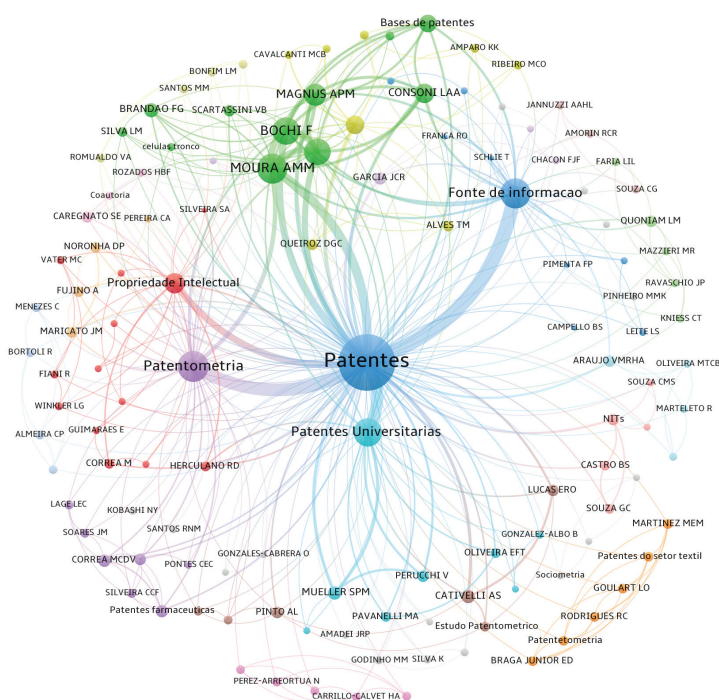 Bases de patentes
AMPARO KK
CAVALCANTI MCB
RIBEIRO MCO
BONFIM LM
SANTOS MM
MAGNUS APM
CONSONI LAA
JANNUZZI AAHL
BRANDAO FG
SCARTASSINI VB
SILVA LM
BOCHI F
FRANCA RO
AMORIN RCR
celulas tronco
ROMUALDO VA
SCHLIE T
CHACON FJF
FARIA LIL
ROZADOS HBF
MOURA AMM
GARCIA JCR
Fonte de informacao
SOUZA CG
Coautoria
CAREGNATO SE
PEREIRA CA
SILVEIRA SA
ALVES TM
QUONIAM LM
NORONHA DP
QUEIROZ DGC
VATER MC
MAZZIERI MR
PIMENTA FP
FUJINO A
Propriedade Intelectual
RAVASCHIO JP
PINHEIRO MMK
MENEZES C
KNIESS CT
MARICATO JM
CAMPELLO BS
LEITE LS
BORTOLI R
Patentometria
Patentes
ARAUJO VMRHA
OLIVEIRA MTCB
FIANI R
SOUZA CMS
WINKLER LG
MARTELETO R
GUIMARAES E
Patentes Universitarias
NITs
ALMEIRA CP
CORREA M
HERCULANO RD
CASTRO BS
LUCAS ERO
LAGE LEC
KOBASHI NY
SOUZA GC
SOARES JM
SANTOS RNM
GONZALEZ-ALBO B
MARTINEZ MEM
GONZALES-CABRERA O
OLIVEIRA EFT
Patentes do setor textil
CORREA MCDV
PONTES CEC
PERUCCHI V
Sociometria
SILVEIRA CCF
MUELLER SPM
GOULART LO
CATIVELLI AS
Patentes farmaceuticas
PINTO AL
PAVANELLI MA
RODRIGUES RC
Estudo Patentometrico
AMADEI JRP
Patentetometria
GODINHO MM
SILVA K
BRAGA JUNIOR ED
PEREZ-ARREORTUA N
CARRILLO-CALVET HA